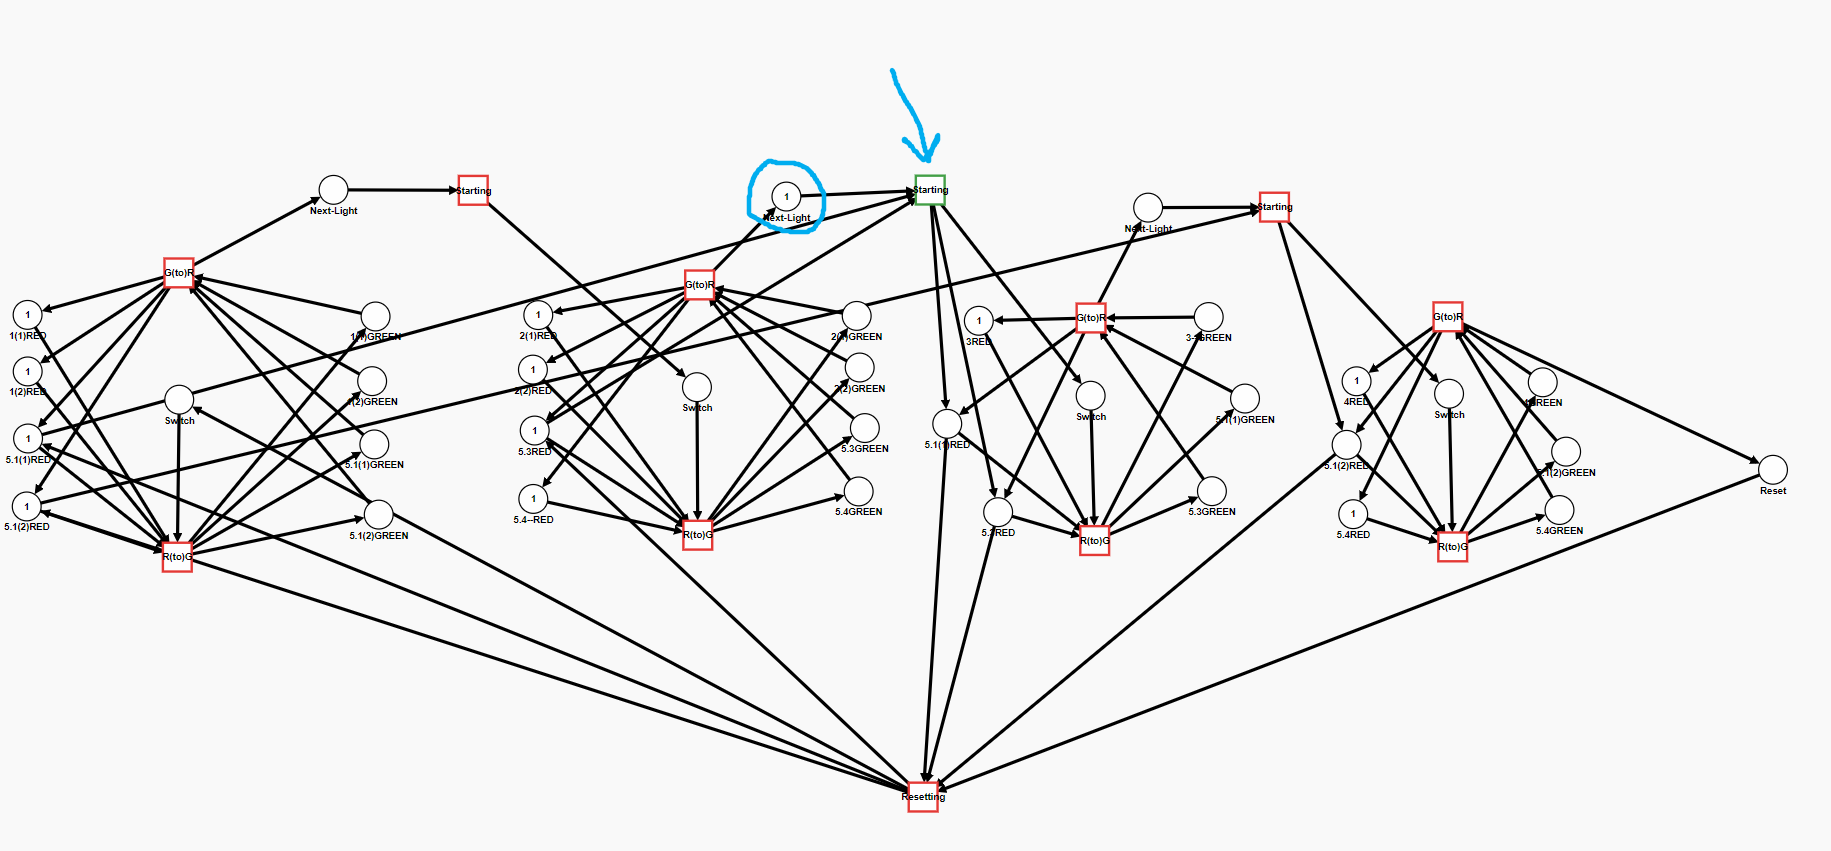 Starting
Next-Light
G(to)R
1
1(1)RED
1(1)GREEN
1
1(2)RED
1(2)GREEN
Switch
1
5.1(1)RED
5.1(1)GREEN
1
5.1(2)RED
5.1(2)GREEN
R(to)G
Starting
1
Next-Light
G(to)R
1
2(1)RED
2(1)GREEN
1
2(2)RED
2(2)GREEN
Switch
1
5.3RED
5.3GREEN
1
5.4--RED
5.4GREEN
R(to)G
Starting
Next-Light
G(to)R
1
3RED
Switch
5.1(1)GREEN
5.1(1)RED
5.3GREEN
5.3RED
R(to)G
G(to)R
1
4RED
4GREEN
Switch
5.1(2)RED
5.1(2)GREEN
1
5.4RED
5.4GREEN
R(to)G
Reset
Resetting